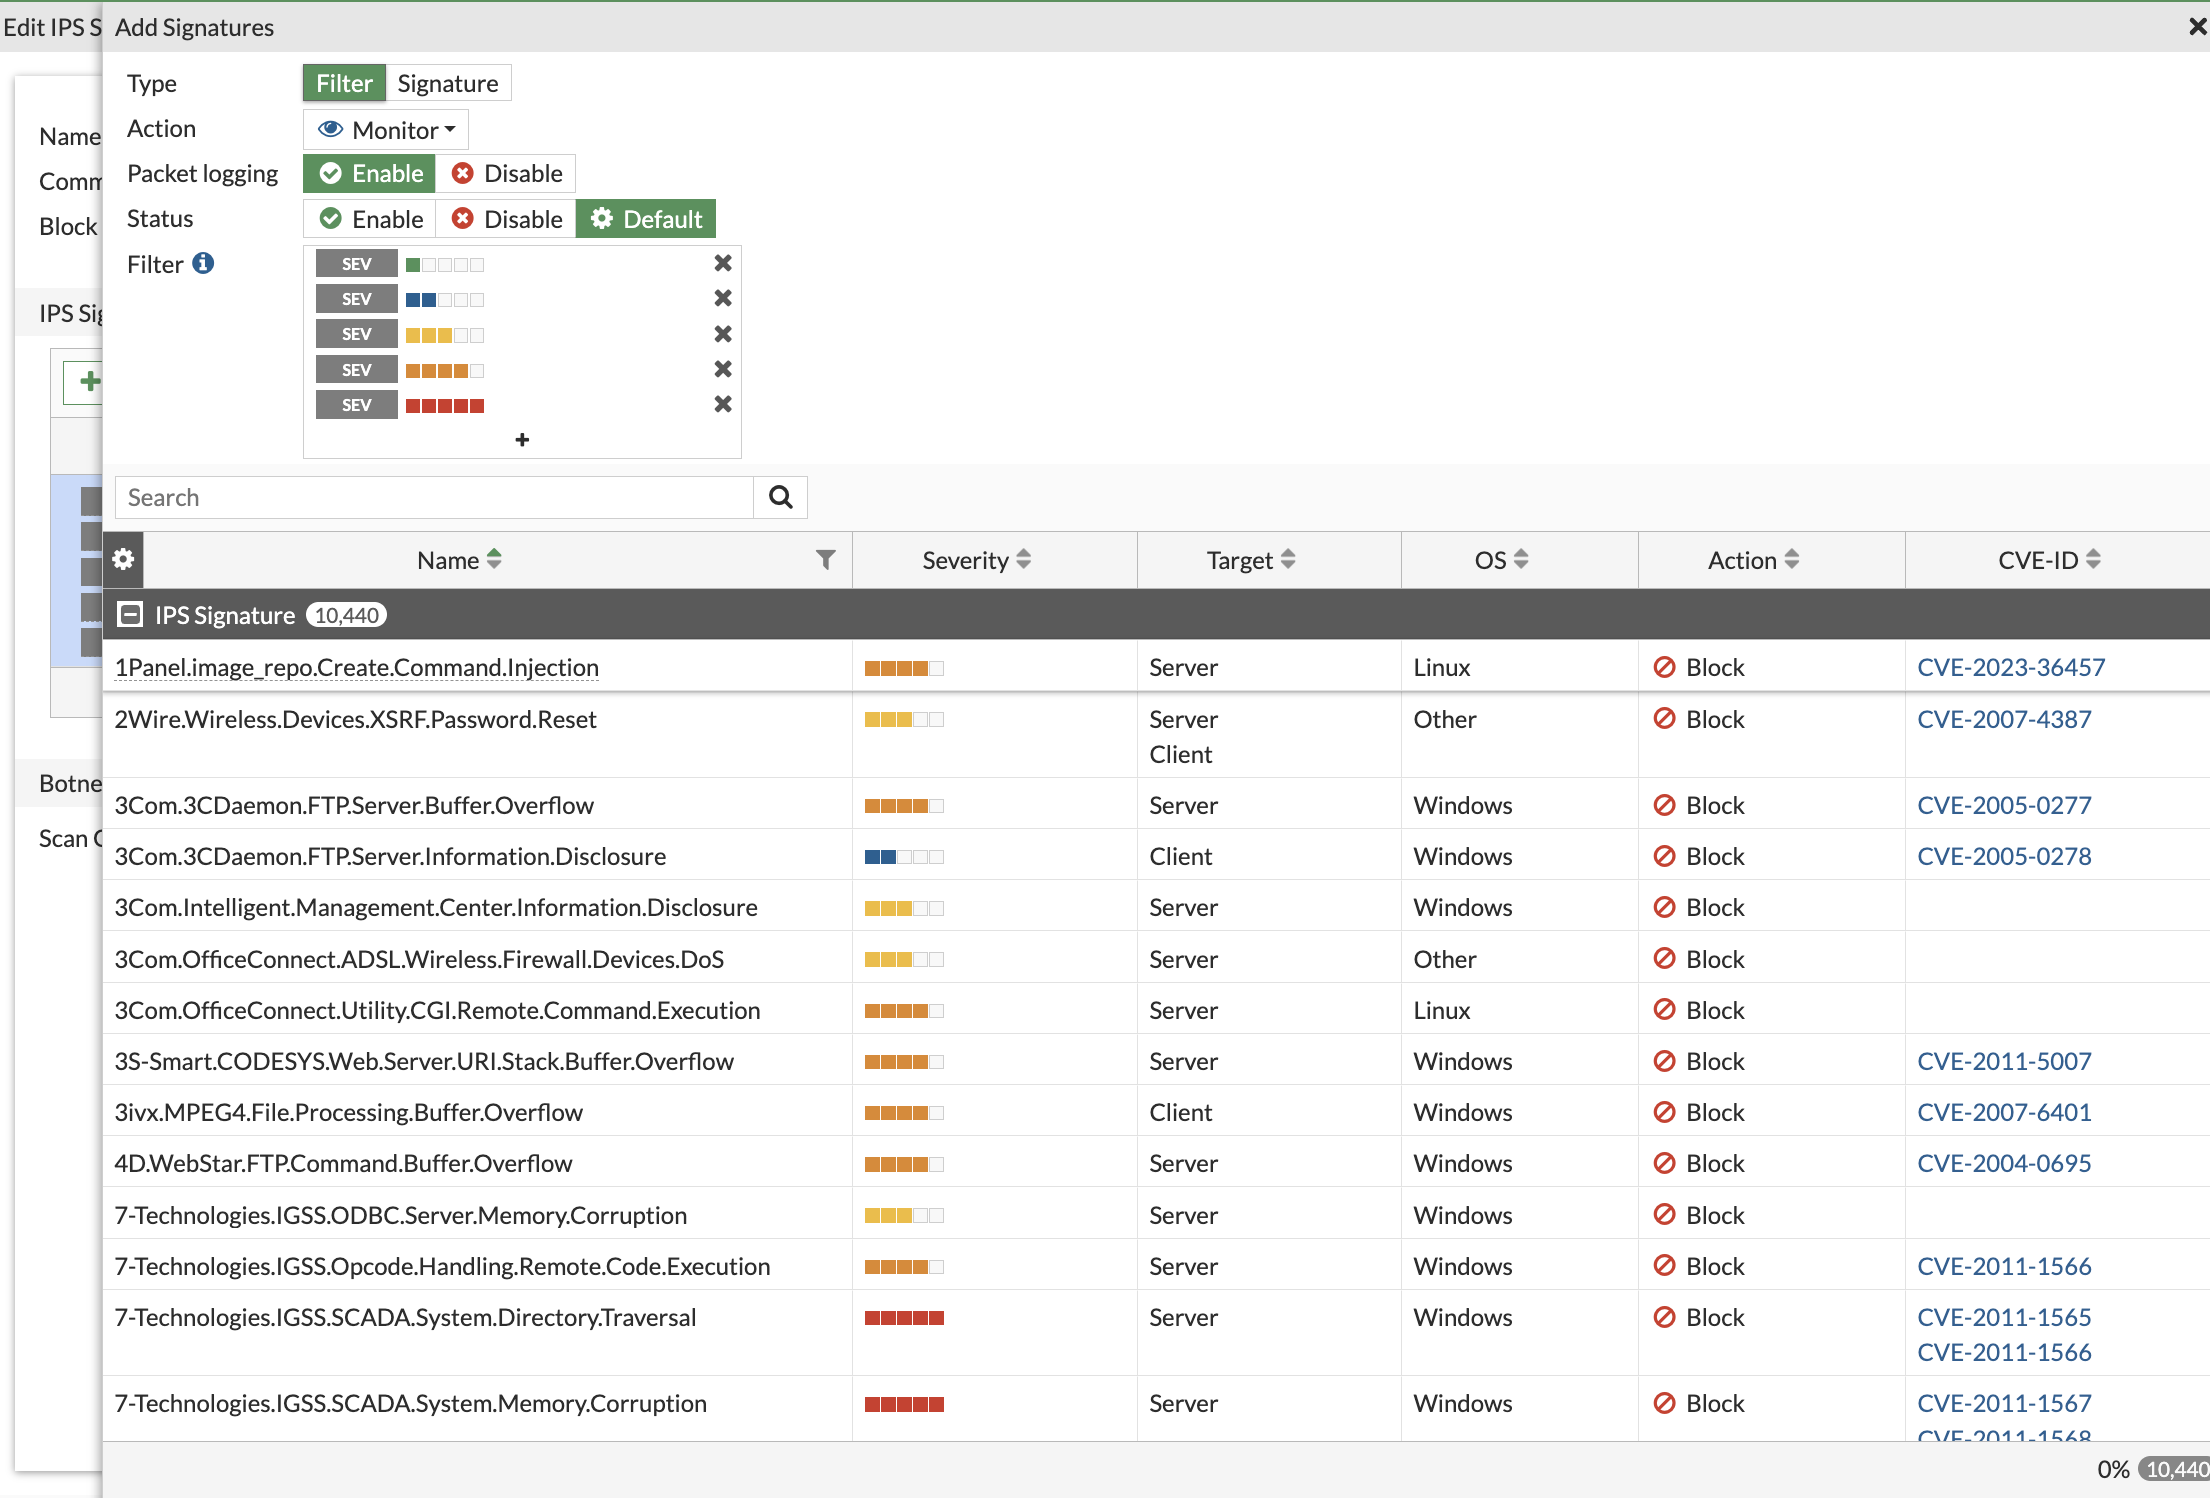 Edit IPS S
Add Signatures
Type
Filter
Signature
Name
Action
Monitor
Comm
Packet logging
Enable
Disable
Block
Status
Enable
Disable
Default
Filter
SEV
SEV
IPS Sig
SEV
SEV
SEV
Search
Name
Severity
Target
OS
Action
CVE-ID
IPS Signature 10,440
1Panel.image_repo.Create.Command.Injection Server Linux Block CVE-2023-36457
2Wire.Wireless.Devices.XSRF.Password.Reset Server Other Block CVE-2007-4387
Client
3Com.3CDaemon.FTP.Server.Buffer.Overflow Server Windows Block CVE-2005-0277
3Com.3CDaemon.FTP.Server.Information.Disclosure Client Windows Block CVE-2005-0278
3Com.Intelligent.Management.Center.Information.Disclosure Server Windows Block
3Com.OfficeConnect.ADSL.Wireless.Firewall.Devices.DoS Server Other Block
3Com.OfficeConnect.Utility.CGI.Remote.Command.Execution Server Linux Block
3S-Smart.CODESYS.Web.Server.URI.Stack.Buffer.Overflow Server Windows Block CVE-2011-5007
3ivx.MPEG4.File.Processing.Buffer.Overflow Client Windows Block CVE-2007-6401
4D.WebStar.FTP.Command.Buffer.Overflow Server Windows Block CVE-2004-0695
7-Technologies.IGSS.ODBC.Server.Memory.Corruption Server Windows Block
7-Technologies.IGSS.Opcode.Handling.Remote.Code.Execution Server Windows Block CVE-2011-1566
7-Technologies.IGSS.SCADA.System.Directory.Traversal Server Windows Block CVE-2011-1565
CVE-2011-1566
7-Technologies.IGSS.SCADA.System.Memory.Corruption Server Windows Block CVE-2011-1567
CVE-2011-1568
Botne
Scan
0% 10,440